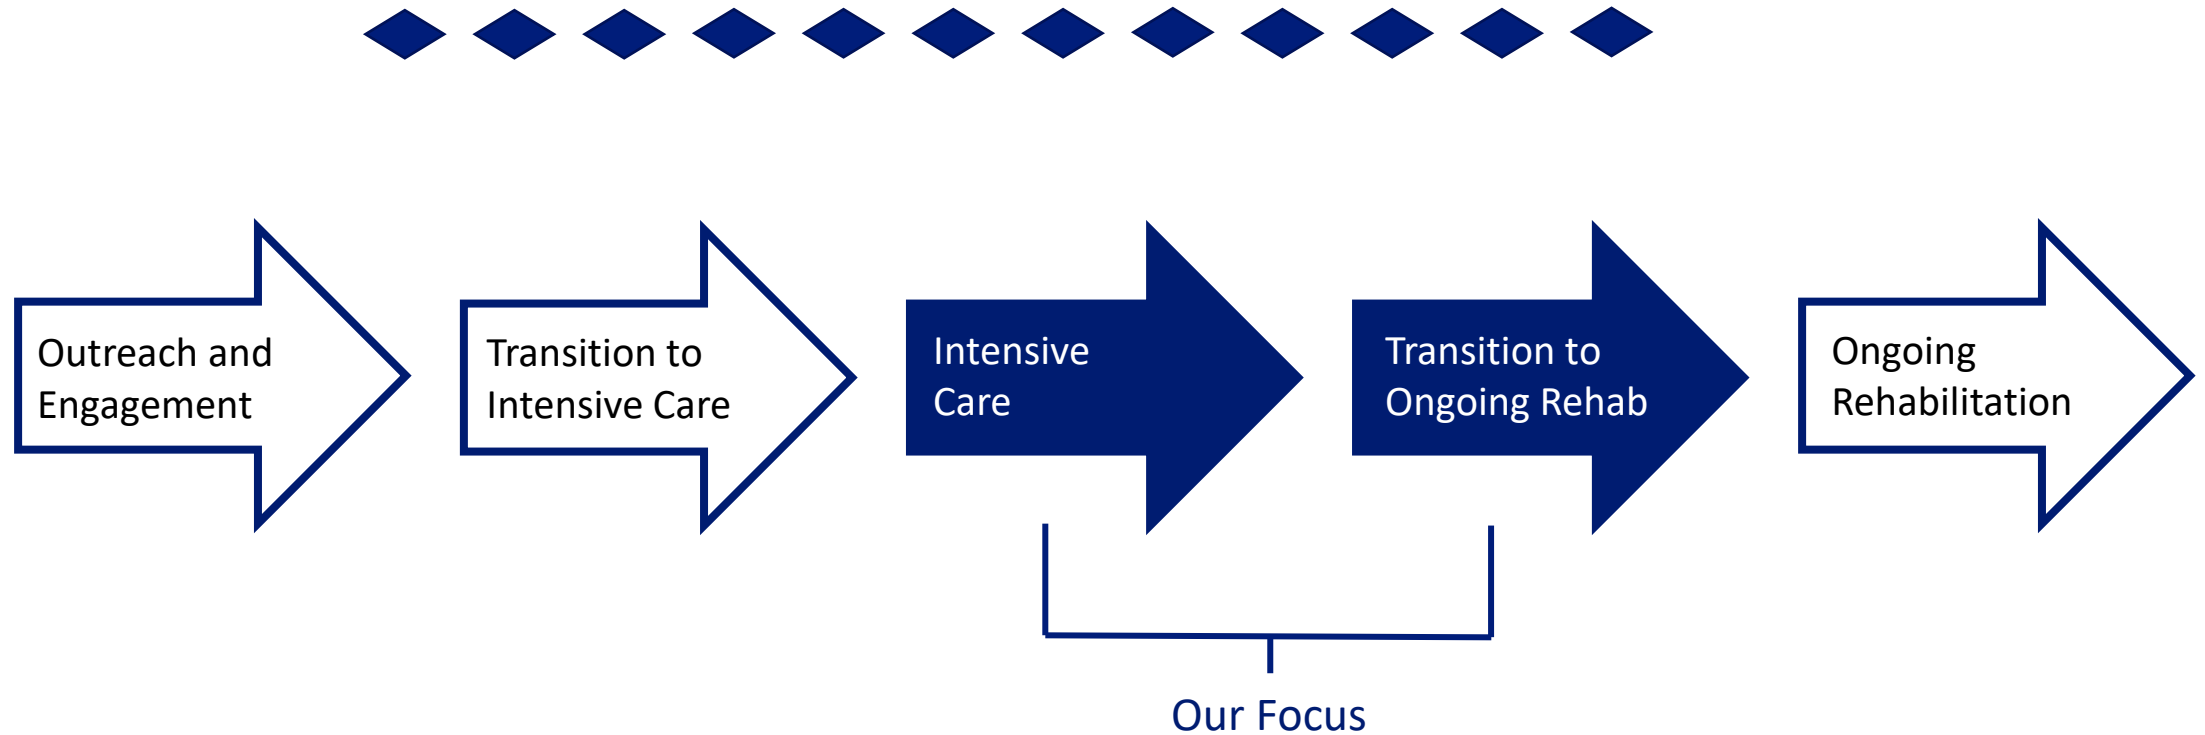 Outreach and
Engagement
Transition to
Intensive Care
Intensive
Care
Transition to
Ongoing Rehab
Ongoing
Rehabilitation
Our Focus